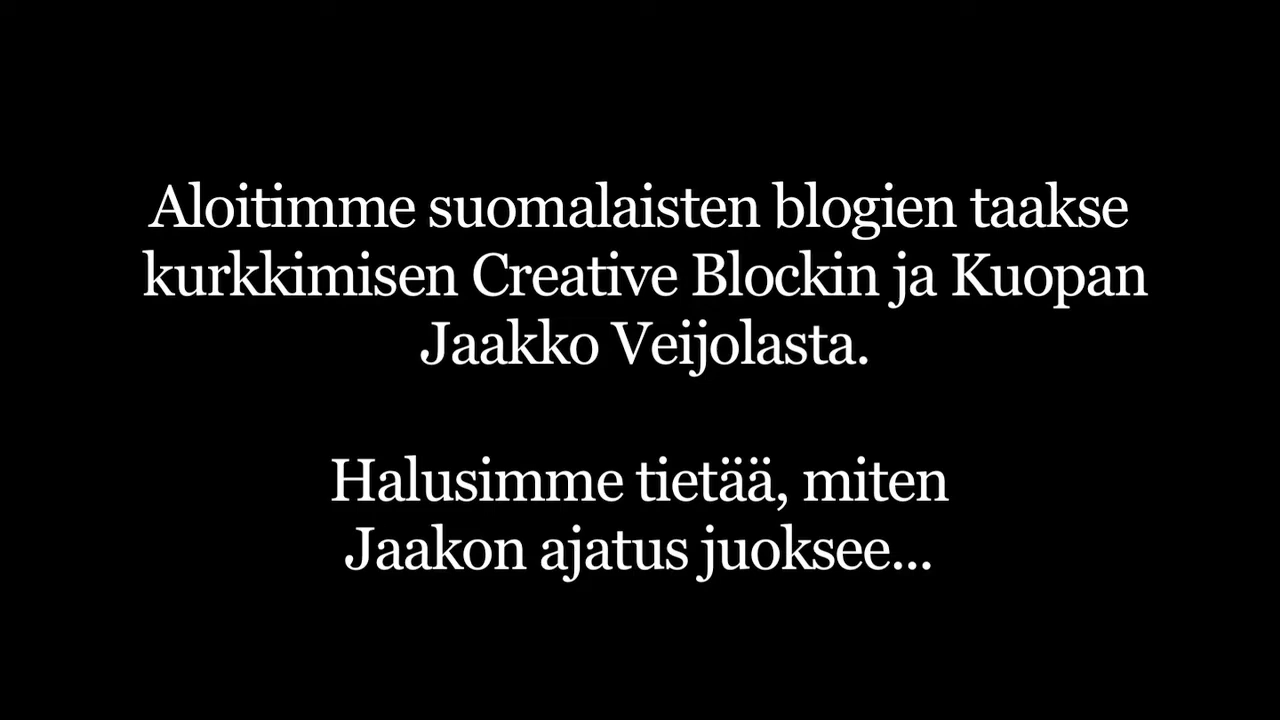 Aloitimme suomalaisten blogien taakse
kurkkimisen Creative Blockin ja Kuopan
Jaakko Veijolasta.
Halusimme tietää, miten
Jaakon ajatus juoksee...